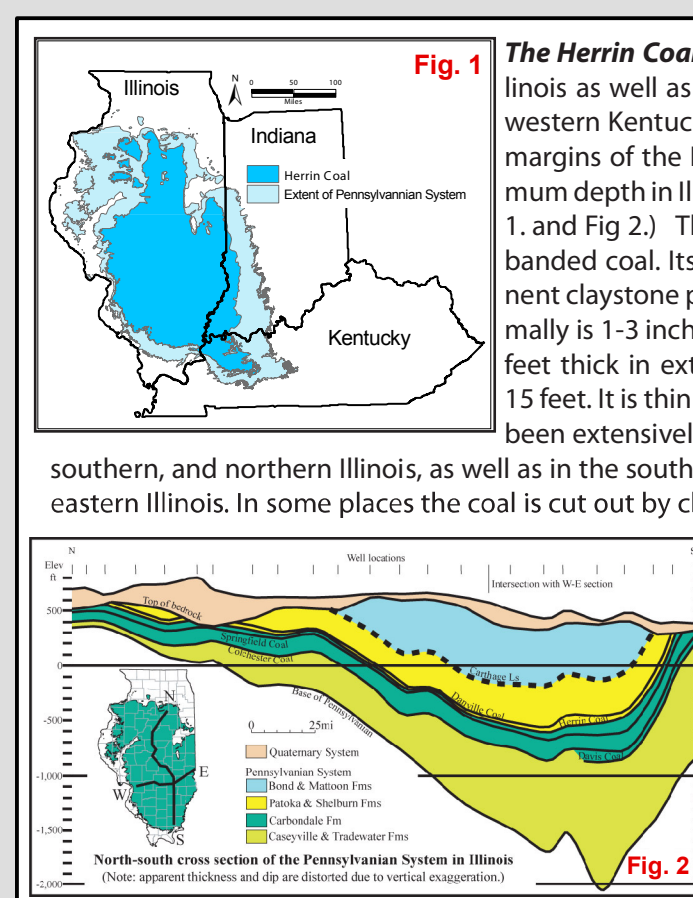 Fig. 1
Illinois
N
0 50 100
Miles
Indiana
Herrin Coal
Extent of Pennsylvannian System
Kentucky
The Herrin Coal
linois as well as
western Kentuc
margins of the
mum depth in Il
1. and Fig 2.) Th
banded coal. Its
nent claystone p
mally is 1-3 inch
feet thick in ext
15 feet. It is thin
been extensivel
southern, and northern Illinois, as well as in the south
eastern Illinois. In some places the coal is cut out by c
N
Elev
ft
Well locations
S
Intersection with W-E section
500
0
-500
-1,000
-1,500
-2,000
Top of bedrock
Springfield Coal
Colchester Coal
Base of Pennsylvanian
Carthage Ls
Danville Coal
Herrin Coal
Davis Coal
N
E
W
S
0 25mi
Quaternary System
Pennsylvanian System
Bond & Mattoon Fms
Patoka & Shelburn Fms
Carbondale Fm
Caseyville & Tradewater Fms
North-south cross section of the Pennsylvanian System in Illinois
(Note: apparent thickness and dip are distorted due to vertical exaggeration.)
Fig. 2